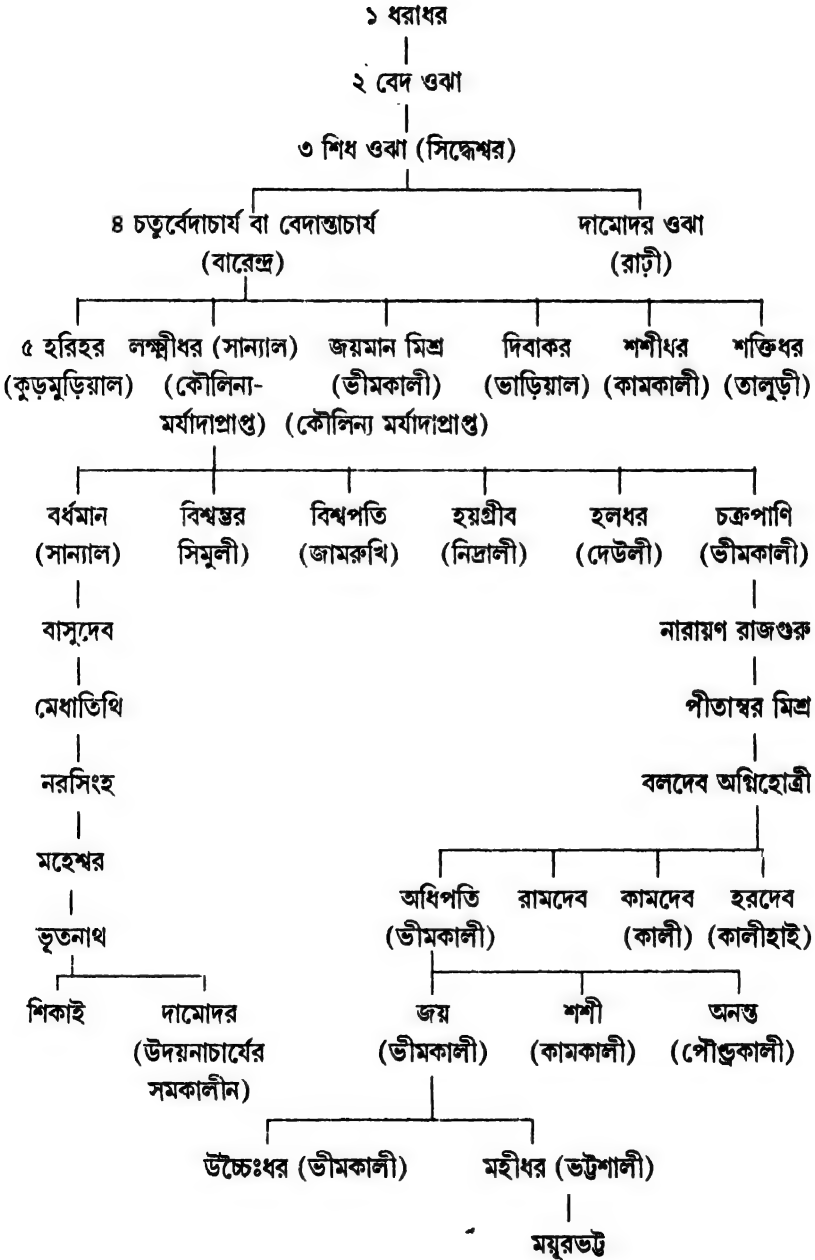 ১ ধরাধর
২ বেদ ওঝা
৩ শিধ ওঝা (সিদ্ধেশ্বর)
৪ চতুর্বেদাচার্য বা বেদান্তাচার্য দামোদর ওঝা
(বারেন্দ্র) (রাঢ়ী)
৫ হরিহর লক্ষ্মীধর (সান্যাল) জয়মান মিশ্র দিবাকর শশীধর শক্তিধর
(কুড়মুড়িয়াল) (কৌলিন্য- (ভীমকালী) (ভাড়িয়াল) (কামকালী) (তালূড়ী)
মর্যাদাপ্রাপ্ত) (কৌলিন্য মর্যাদাপ্রাপ্ত)
বর্ধমান বিশ্বম্ভর বিশ্বপতি হয়গ্রীব হলধর চক্রপাণি
(সান্যাল) সিমুলী) (জামরুখি) (নিদ্রালী) (দেউলী) (ভীমকালী)
বাসুদেব নারায়ণ রাজগুরু
মেধাতিথি পীতাম্বর মিশ্র
নরসিংহ বলদেব অগ্নিহোত্রী
মহেশ্বর
অধিপতি রামদেব কামদেব হরদেব
(ভীমকালী) (কালী) (কালীহাই)
ভূতনাথ
শিকাই দামোদর জয় শশী অনন্ত
(উদয়নাচার্যের (ভীমকালী) (কামকালী) (পৌণ্ড্রকালী)
সমকালীন)
উচ্চৈঃধর (ভীমকালী) মহীধর (ভট্টশালী)
ময়ূরভট্ট